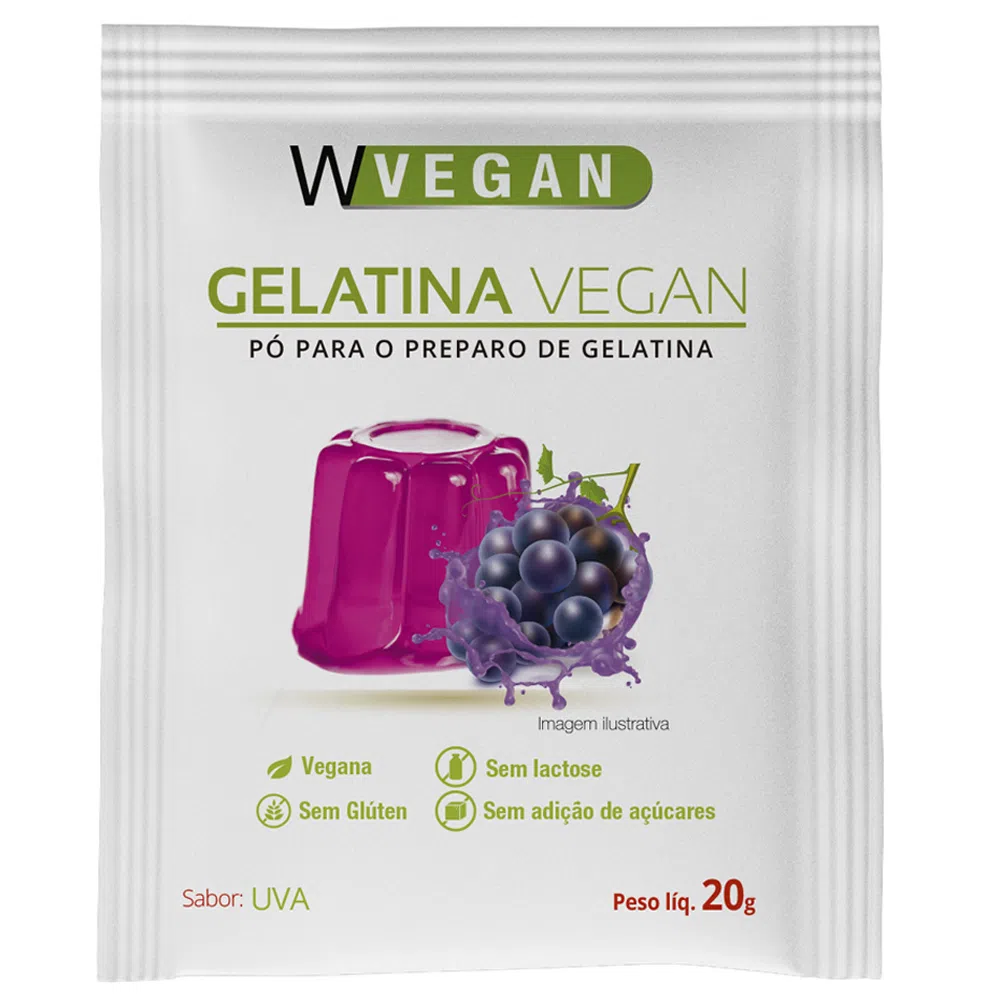 WVEGAN
GELATINA VEGAN
PÓ PARA O PREPARO DE GELATINA
Imagem ilustrativa
Vegana
Sem lactose
Sem Glúten
Sem adição de açúcares
Sabor: UVA
Peso líq. 20g